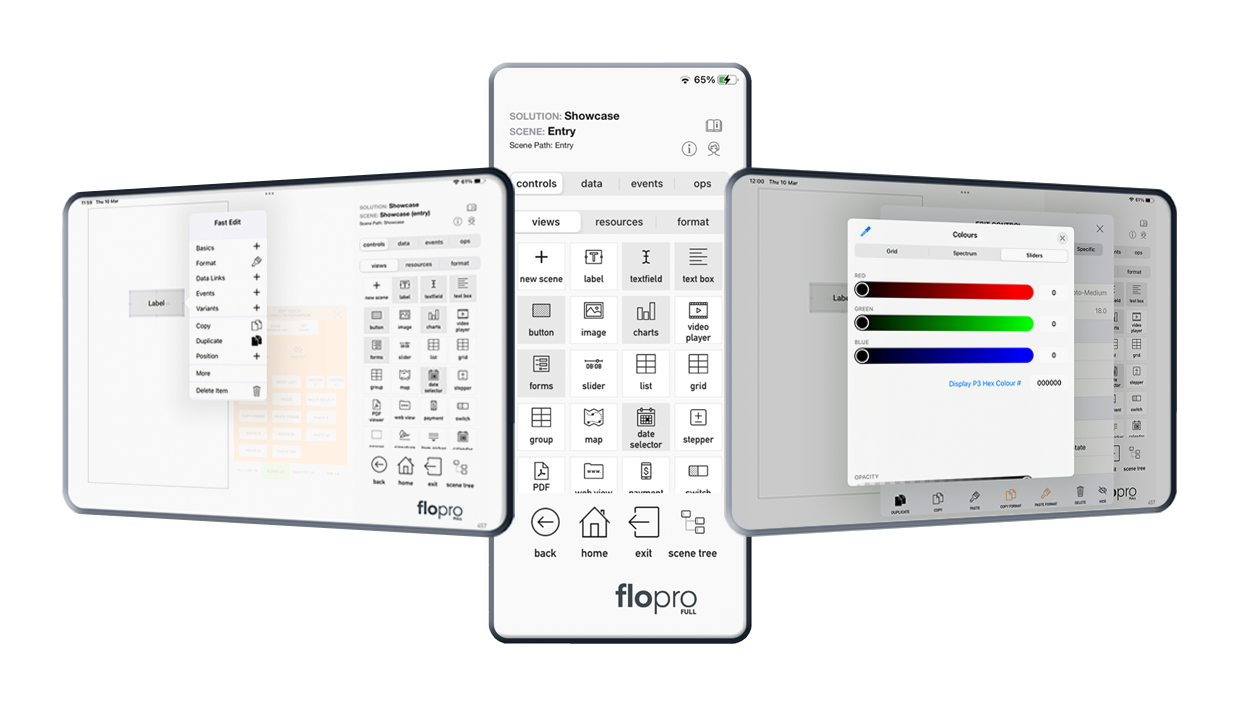 11:59 Thu 10 Mar
61%
Label
Fast Edit
Basics
Format
Data Links
Events
Variants
Copy
Duplicate
Position
More
Delete Item
SOLUTION: Showcase
SCENE: Showcase (entry)
Scene Path: Showcase
controls data events ops
views resources format
new scene label textfield text box
button image charts video player
forms slider list grid
group map date selector stepper
PDF viewer web view payment switch
back home exit scene tree
flopro
FULL
65%
SOLUTION: Showcase
SCENE: Entry
Scene Path: Entry
controls data events ops
views resources format
new scene label textfield text box
button image charts video
player
forms slider list grid
group map date
selector stepper
PDF web view payment switch
back home exit scene tree
flopro
FULL
12:00 Thu 10 Mar
61%
EDIT CONTROL
Colours
Grid Spectrum Sliders
RED
0
GREEN
0
BLUE
0
Display P3 Hex Colour # 000000
OPACITY
Specific
ops
format
18.0
text box
video player
grid
stepper
switch
scene tree
DUPLICATE COPY PASTE COPY FORMAT PASTE FORMAT DELETE HIDE